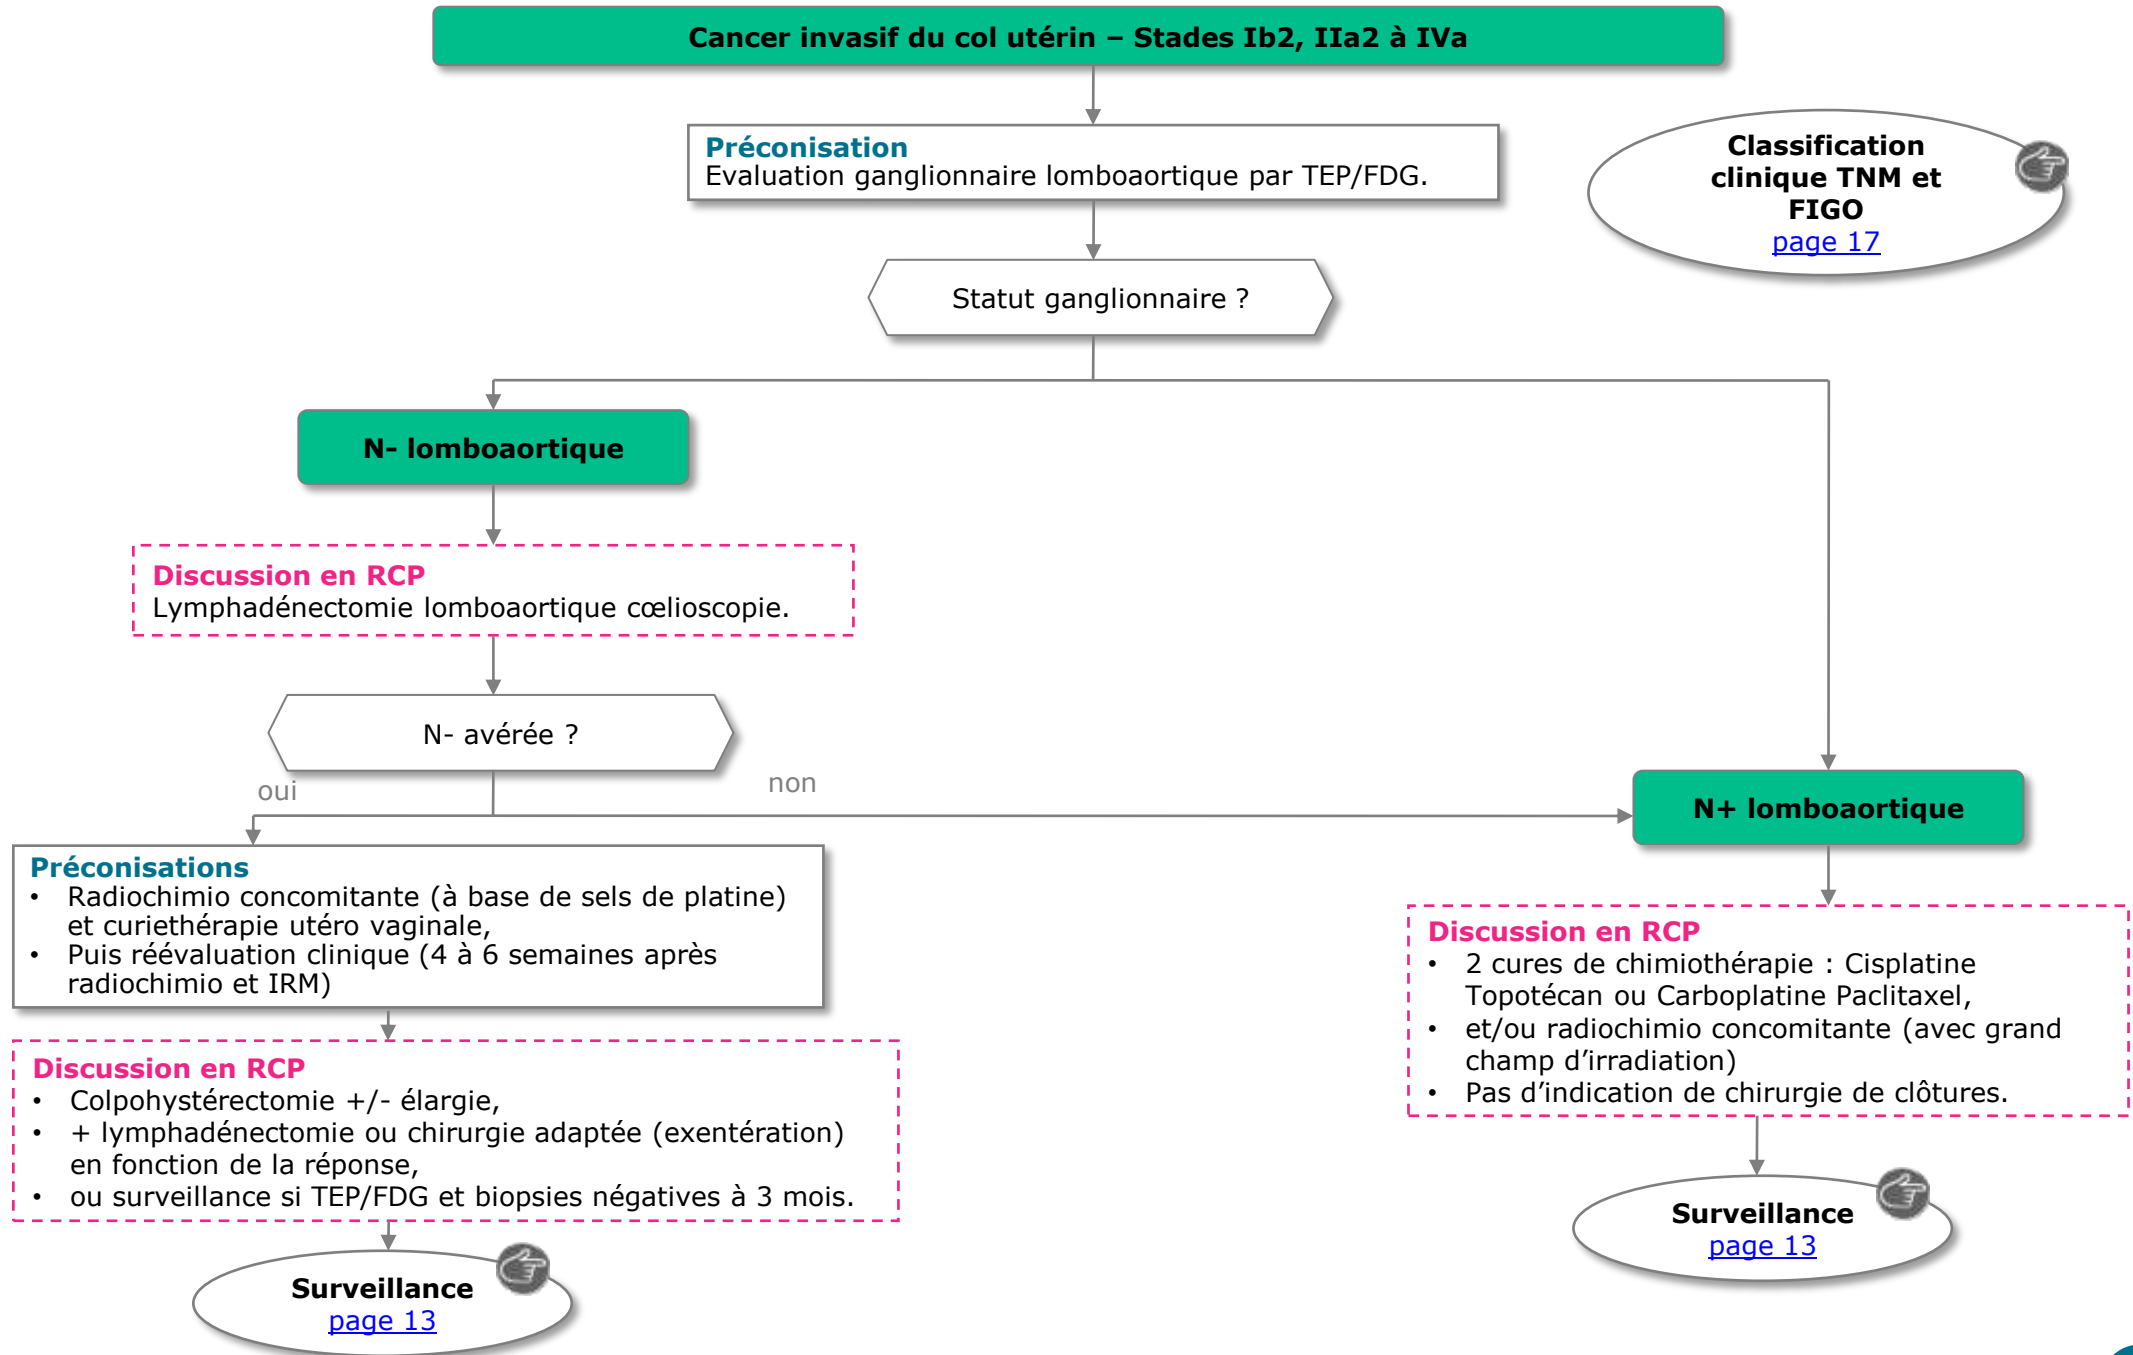 Cancer invasif du col utérin – Stades Ib2, IIa2 à IVa
Préconisation
Evaluation ganglionnaire lomboaortique par TEP/FDG.
Classification
clinique TNM et
FIGO
page 17
Statut ganglionnaire ?
N- lomboaortique
Discussion en RCP
Lymphadénectomie lomboaortique cœlioscopie.
N- avérée ?
oui
non
N+ lomboaortique
Préconisations
• Radiochimio concomitante (à base de sels de platine)
et curiethérapie utéro vaginale,
• Puis réévaluation clinique (4 à 6 semaines après
radiochimio et IRM)
Discussion en RCP
• 2 cures de chimiothérapie : Cisplatine
Topotécan ou Carboplatine Paclitaxel,
• et/ou radiochimio concomitante (avec grand
champ d’irradiation)
• Pas d’indication de chirurgie de clôtures.
Discussion en RCP
• Colpohystérectomie +/- élargie,
• + lymphadénectomie ou chirurgie adaptée (exentération)
en fonction de la réponse,
• ou surveillance si TEP/FDG et biopsies négatives à 3 mois.
Surveillance
page 13
Surveillance
page 13